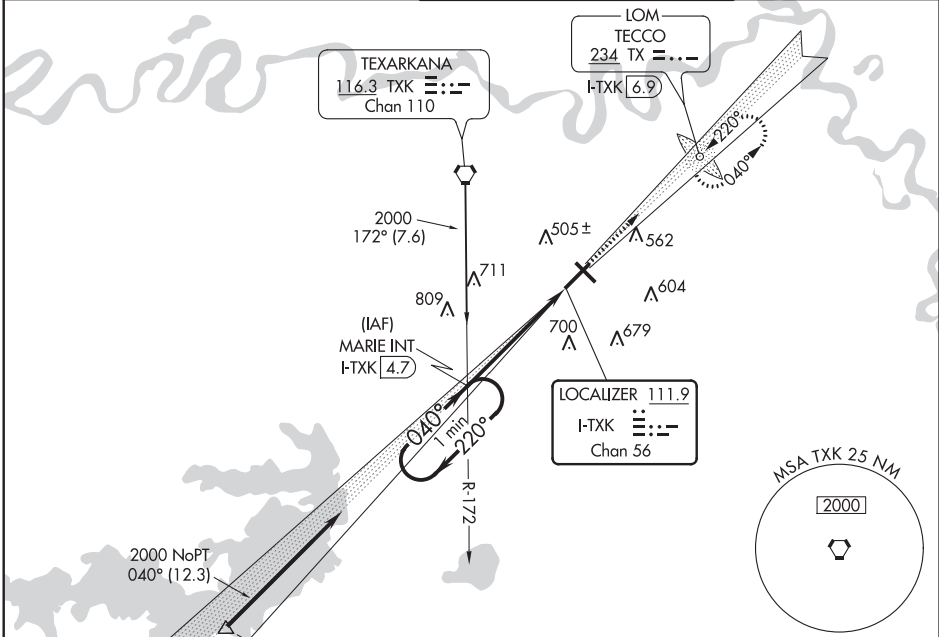 LOM
TECCO
234 TX
I-TXK 6.9
TEXARKANA
116.3 TXK
Chan 110
220°
040°
2000
172° (7.6)
505±
562
711
809
604
(IAF)
MARIE INT
I-TXK 4.7
700
679
040°
1 min
220°
LOCALIZER 111.9
I-TXK
Chan 56
R-172
MSA TXK 25 NM
2000
2000 NoPT
040° (12.3)